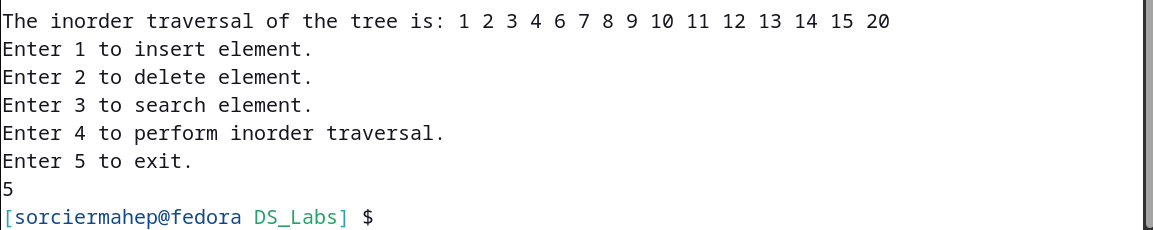 The inorder traversal of the tree is: 1 2 3 4 6 7 8 9 10 11 12 13 14 15 20
Enter 1 to insert element.
Enter 2 to delete element.
Enter 3 to search element.
Enter 4 to perform inorder traversal.
Enter 5 to exit.
5
[sorciermahep@fedora DS_Labs] $